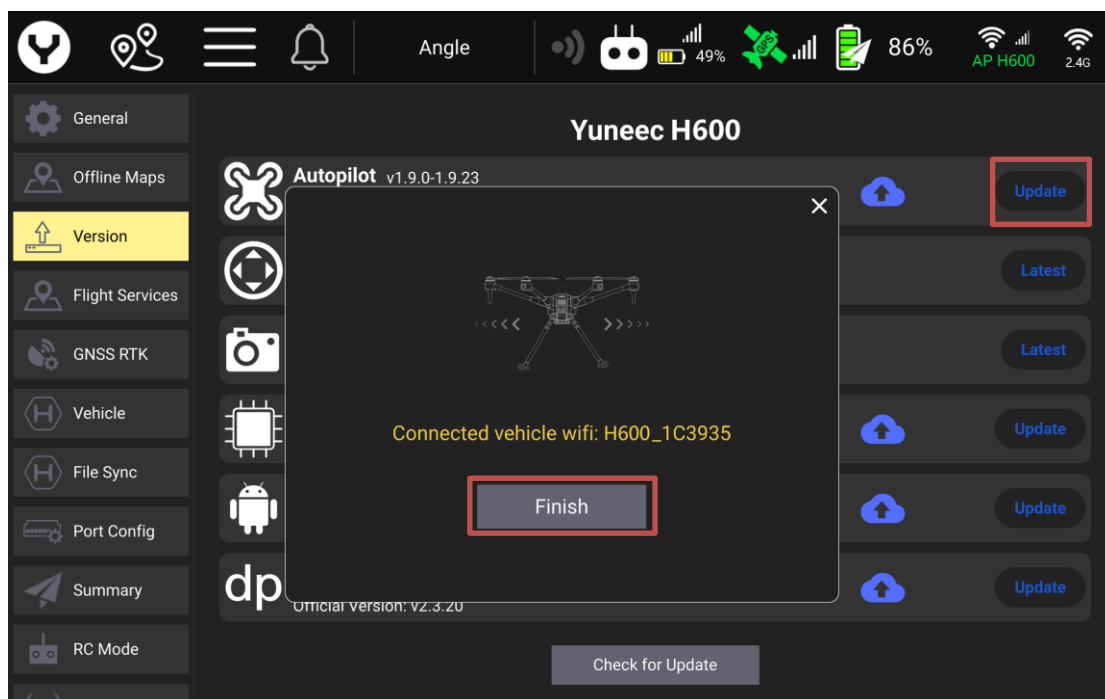 Angle
49%
GPS
86%
AP H600
2.4G
General
Offline Maps
Version
Flight Services
GNSS RTK
Vehicle
File Sync
Port Config
Summary
RC Mode
Yuneec H600
Autopilot v1.9.0-1.9.23
Update
Latest
Latest
Update
Update
dp
Official Version: v2.3.20
Update
Connected vehicle wifi: H600_1C3935
Finish
Check for Update